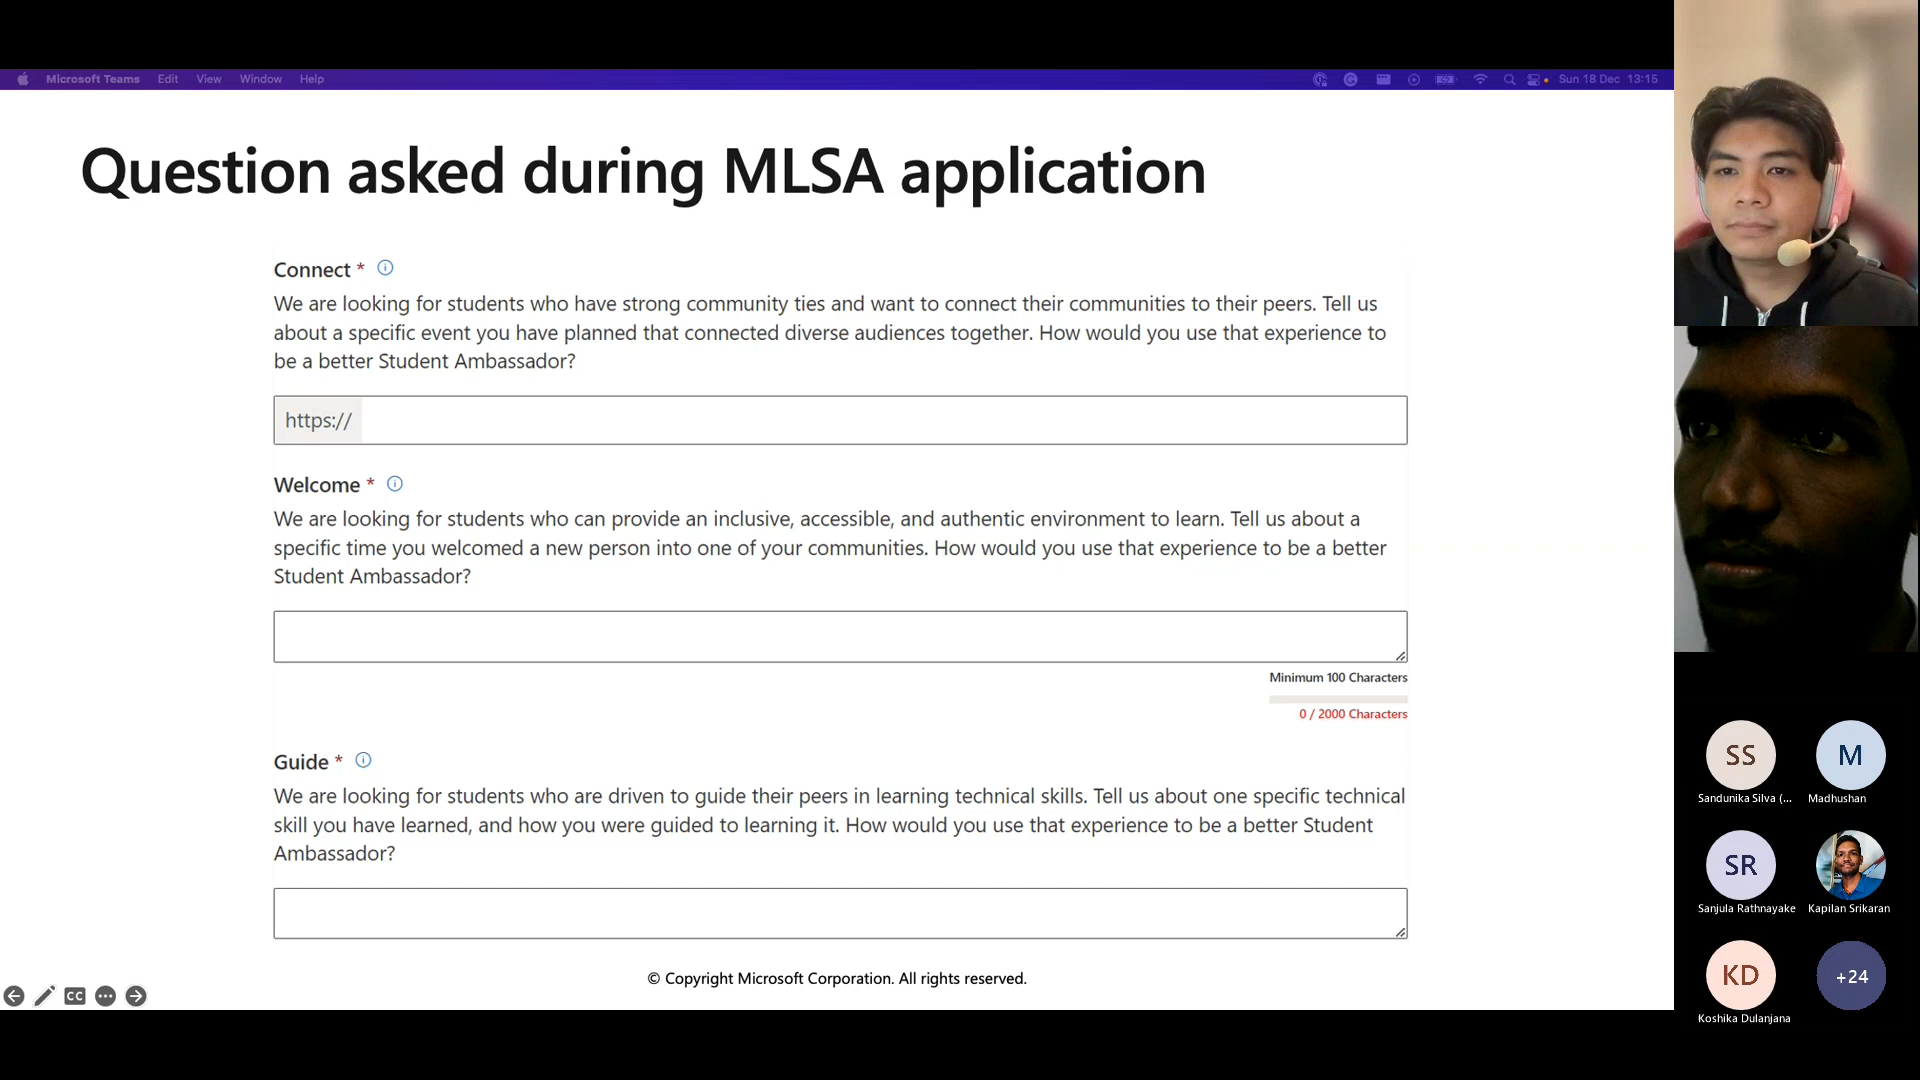 Microsoft Teams Edit View Window Help
Sun 18 Dec 13:15
Question asked during MLSA application
Connect *
We are looking for students who have strong community ties and want to connect their communities to their peers. Tell us
about a specific event you have planned that connected diverse audiences together. How would you use that experience to
be a better Student Ambassador?
https://
Welcome *
We are looking for students who can provide an inclusive, accessible, and authentic environment to learn. Tell us about a
specific time you welcomed a new person into one of your communities. How would you use that experience to be a better
Student Ambassador?
Minimum 100 Characters
0 / 2000 Characters
Guide *
We are looking for students who are driven to guide their peers in learning technical skills. Tell us about one specific technical
skill you have learned, and how you were guided to learning it. How would you use that experience to be a better Student
Ambassador?
© Copyright Microsoft Corporation. All rights reserved.
CC
SS
Sandunika Silva (...
M
Madhushan
SR
Sanjula Rathnayake
Kapilan Srikaran
KD
Koshika Dulanjana
+24